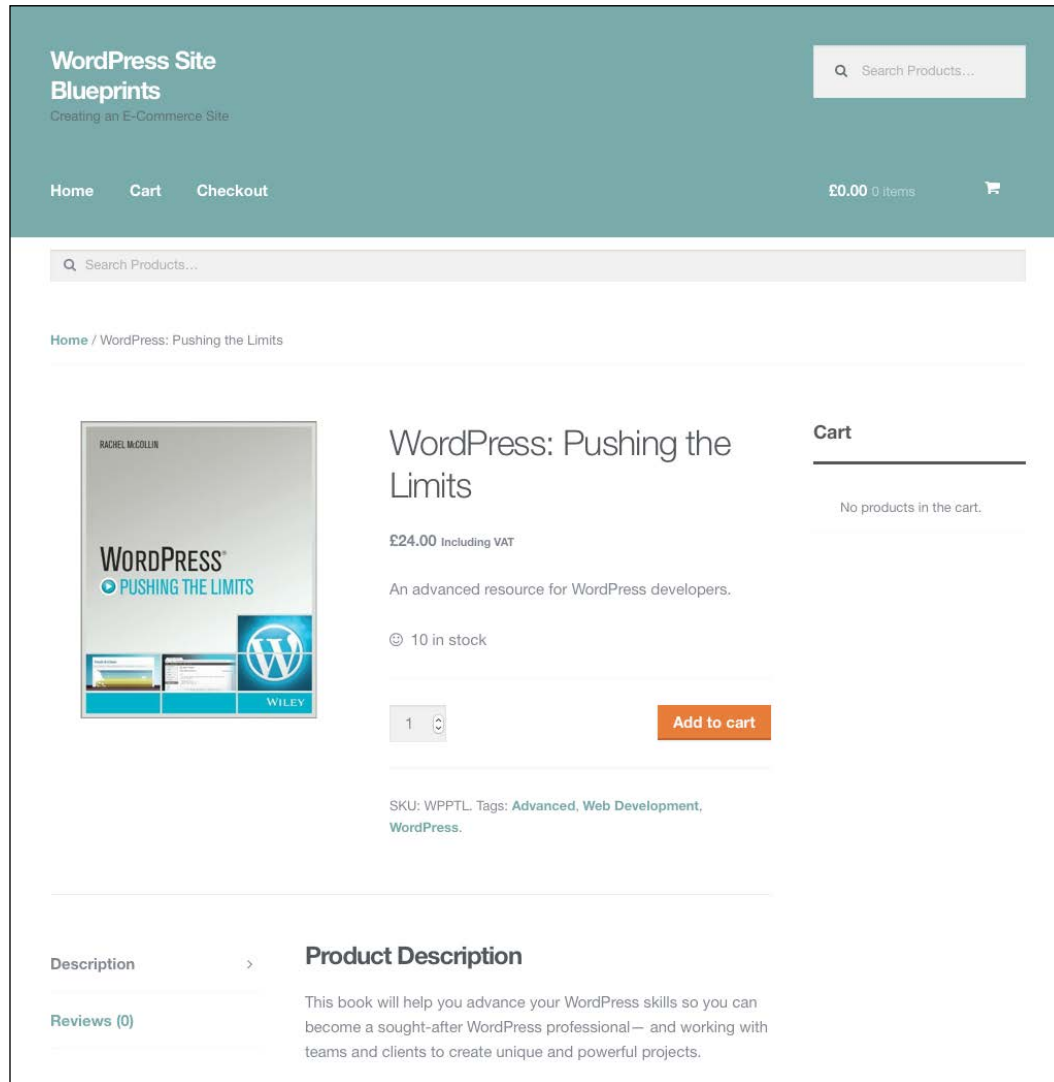 WordPress Site
Blueprints
Creating an E-Commerce Site
Search Products...
Home Cart Checkout
£0.00 0 items
Search Products...
Home / WordPress: Pushing the Limits
RACHEL McCOLLIN
WORDPRESS®
PUSHING THE LIMITS
WILEY
WordPress: Pushing the
Limits
£24.00 Including VAT
An advanced resource for WordPress developers.
10 in stock
1
Add to cart
SKU: WPPTL. Tags: Advanced, Web Development,
WordPress.
Cart
No products in the cart.
Description
Reviews (0)
Product Description
This book will help you advance your WordPress skills so you can
become a sought-after WordPress professional— and working with
teams and clients to create unique and powerful projects.